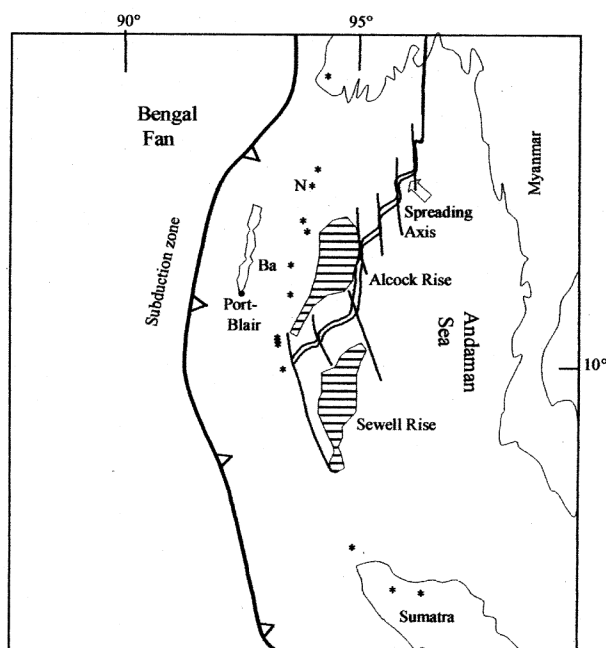 90°
95°
Bengal
Fan
Myanmar
N
Spreading
Axis
Subduction zone
Ba
Alcock Rise
Port-
Blair
Andaman
Sea
10°
Sewell Rise
Sumatra